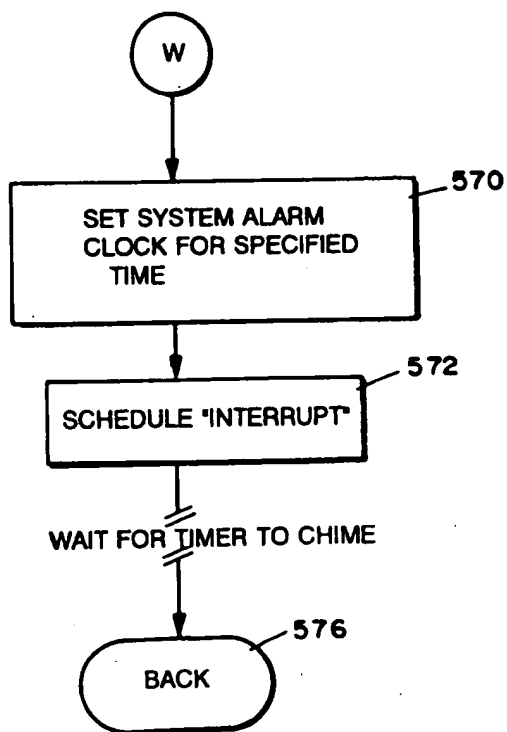 W
570
SET SYSTEM ALARM
CLOCK FOR SPECIFIED
TIME
572
SCHEDULE "INTERRUPT"
WAIT FOR TIMER TO CHIME
576
BACK